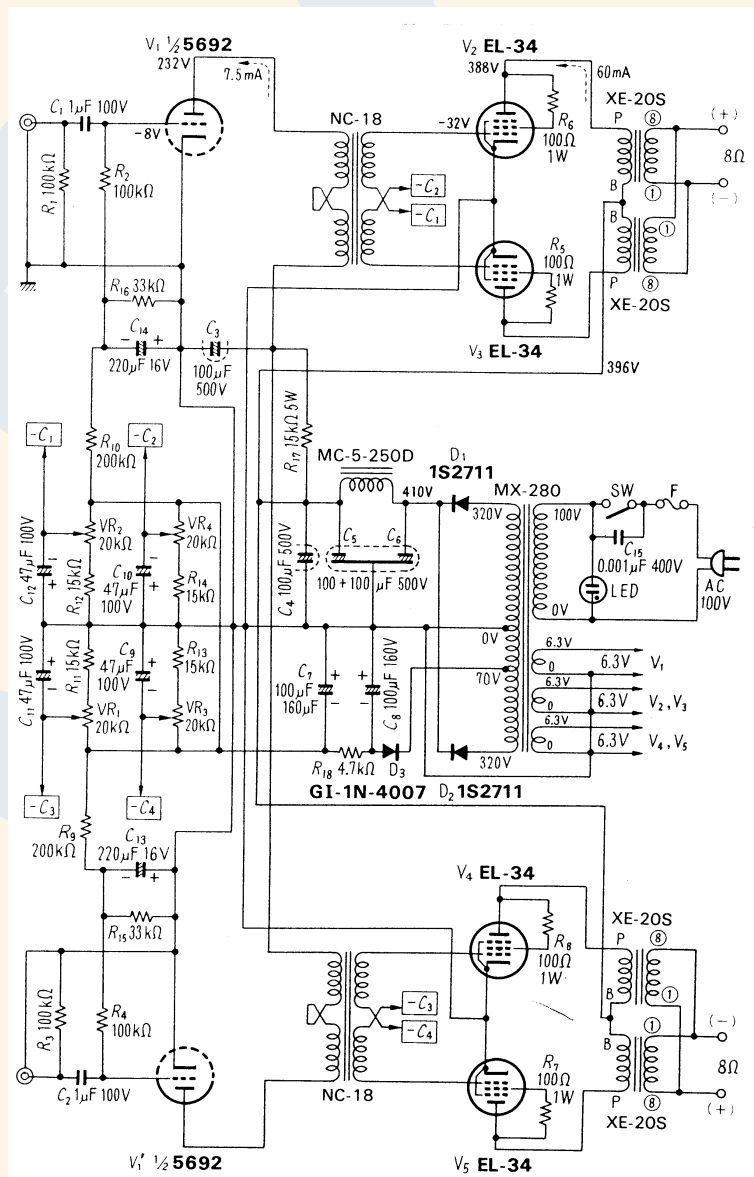 V₁ ½ 5692
232V
7.5mA
C₁ 1μF 100V
-8V
R₁ 100kΩ
R₂
100kΩ
R₁₆ 33kΩ
C₁₄
220μF 16V
C₃
100μF
500V
NC-18
-C₂
-C₁
V₂ EL-34
388V
60mA
-32V
R₆
100Ω
1W
R₅
100Ω
1W
V₃ EL-34
XE-20S
P
⑧
B
①
B
①
P
⑧
XE-20S
(+)
8Ω
(-)
396V
-C₁
-C₂
R₁₀
200kΩ
R₁₇ 15kΩ 5W
MC-5-250D
410V
D₁
1S2711
MX-280
320V
100V
SW
F
C₁₅
0.001μF 400V
LED
AC
100V
0V
VR₂
20kΩ
VR₄
20kΩ
C₁₂ 47μF 100V
R₁₂ 15kΩ
C₁₀
47μF
100V
R₁₄
15kΩ
C₄ 100μF 500V
C₅
C₆
100+100μF 500V
0V
70V
C₁₁ 47μF 100V
R₁₁ 15kΩ
C₉
47μF
100V
R₁₃
15kΩ
VR₁
20kΩ
VR₃
20kΩ
C₇
100μF
160μF
C₈ 100μF 160V
R₁₈ 4.7kΩ
D₃
GI-1N-4007
D₂ 1S2711
320V
6.3V
0
6.3V
V₁
6.3V
0
6.3V
V₂, V₃
6.3V
0
6.3V
V₄, V₅
-C₃
-C₄
R₉
200kΩ
C₁₃
220μF 16V
R₁₅ 33kΩ
R₃ 100kΩ
R₄
100kΩ
C₂ 1μF 100V
V₁' ½ 5692
-C₃
-C₄
NC-18
V₄ EL-34
R₈
100Ω
1W
R₇
100Ω
1W
V₅ EL-34
XE-20S
P
⑧
B
①
B
①
P
⑧
XE-20S
(-)
8Ω
(+)